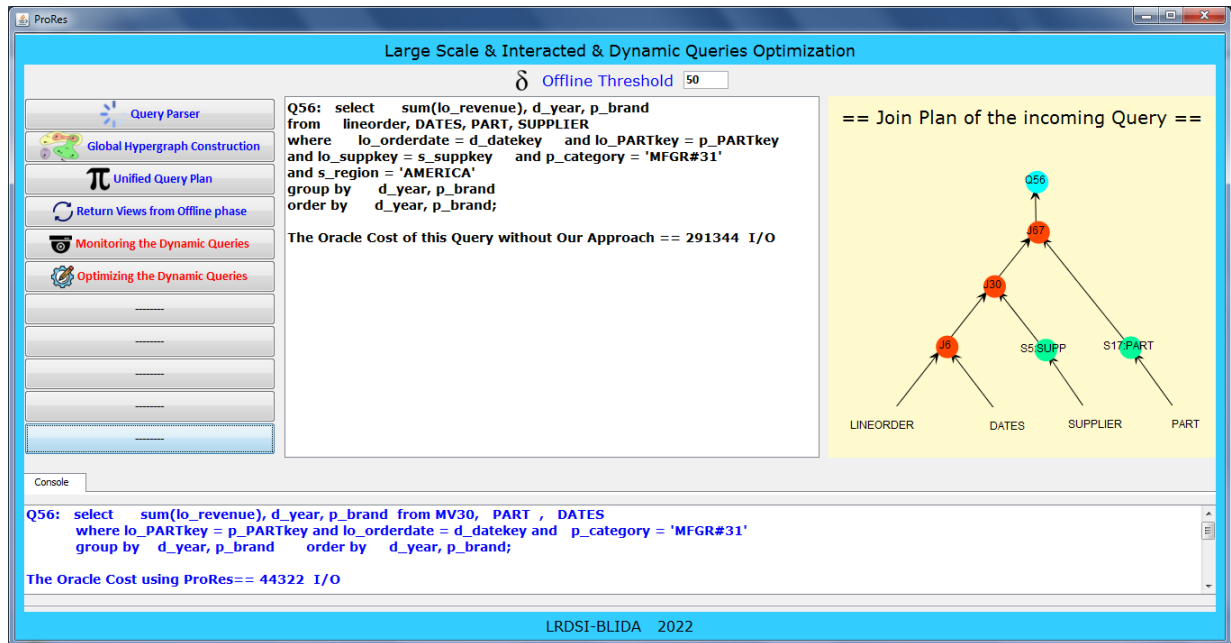 ProRes
Large Scale & Interacted & Dynamic Queries Optimization
δ Offline Threshold 50
Query Parser
Global Hypergraph Construction
Unified Query Plan
Return Views from Offline phase
Monitoring the Dynamic Queries
Optimizing the Dynamic Queries
--------
--------
--------
--------
--------
Q56: select sum(lo_revenue), d_year, p_brand
from lineorder, DATES, PART, SUPPLIER
where lo_orderdate = d_datekey and lo_PARTkey = p_PARTkey
and lo_suppkey = s_suppkey and p_category = 'MFGR#31'
and s_region = 'AMERICA'
group by d_year, p_brand
order by d_year, p_brand;
The Oracle Cost of this Query without Our Approach == 291344 I/O
== Join Plan of the incoming Query ==
Q56
J67
J30
J6
S5:SUPP
S17:PART
LINEORDER
DATES
SUPPLIER
PART
Console
Q56: select sum(lo_revenue), d_year, p_brand from MV30, PART , DATES
where lo_PARTkey = p_PARTkey and lo_orderdate = d_datekey and p_category = 'MFGR#31'
group by d_year, p_brand order by d_year, p_brand;
The Oracle Cost using ProRes== 44322 I/O
LRDSI-BLIDA 2022